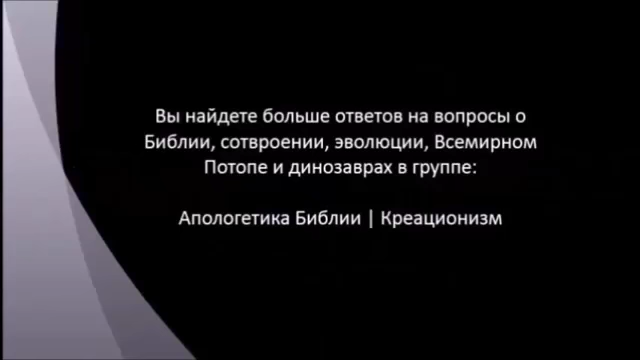 Вы найдете больше ответов на вопросы о
Библии, сотвроении, эволюции, Всемирном
Потопе и динозаврах в группе:
Апологетика Библии | Креационизм